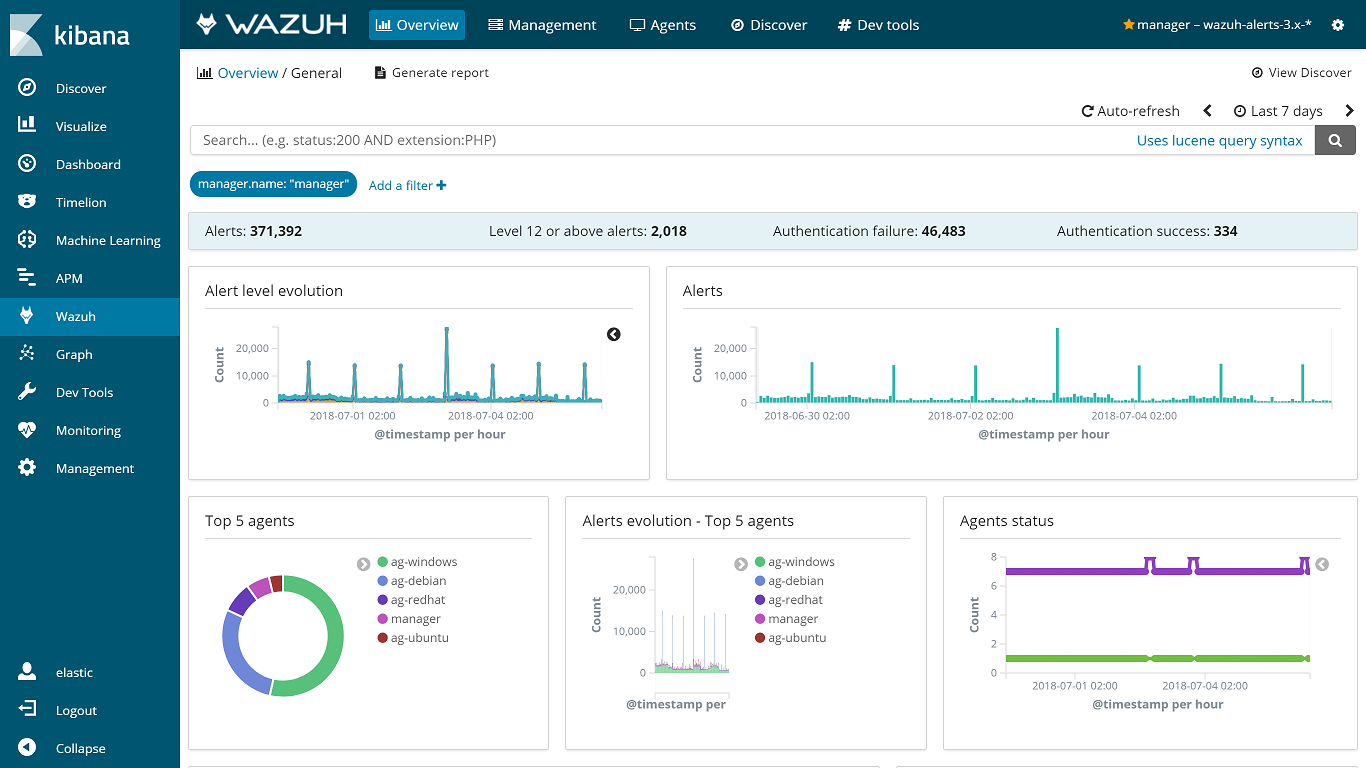 kibana
Discover
Visualize
Dashboard
Timelion
Machine Learning
APM
Wazuh
Graph
Dev Tools
Monitoring
Management
elastic
Logout
Collapse
WAZUH Overview Management Agents Discover Dev tools manager – wazuh-alerts-3.x-*
Overview / General Generate report View Discover
Auto-refresh Last 7 days
Search... (e.g. status:200 AND extension:PHP) Uses lucene query syntax
manager.name: "manager" Add a filter
Alerts: 371,392 Level 12 or above alerts: 2,018 Authentication failure: 46,483 Authentication success: 334
Alert level evolution
Count
20,000
10,000
0
2018-07-01 02:00 2018-07-04 02:00
@timestamp per hour
Alerts
Count
20,000
10,000
0
2018-06-30 02:00 2018-07-02 02:00 2018-07-04 02:00
@timestamp per hour
Top 5 agents
ag-windows
ag-debian
ag-redhat
manager
ag-ubuntu
Alerts evolution - Top 5 agents
Count
20,000
10,000
0
@timestamp per
ag-windows
ag-debian
ag-redhat
manager
ag-ubuntu
Agents status
Count
8
6
4
2
0
2018-07-01 02:00 2018-07-04 02:00
@timestamp per hour